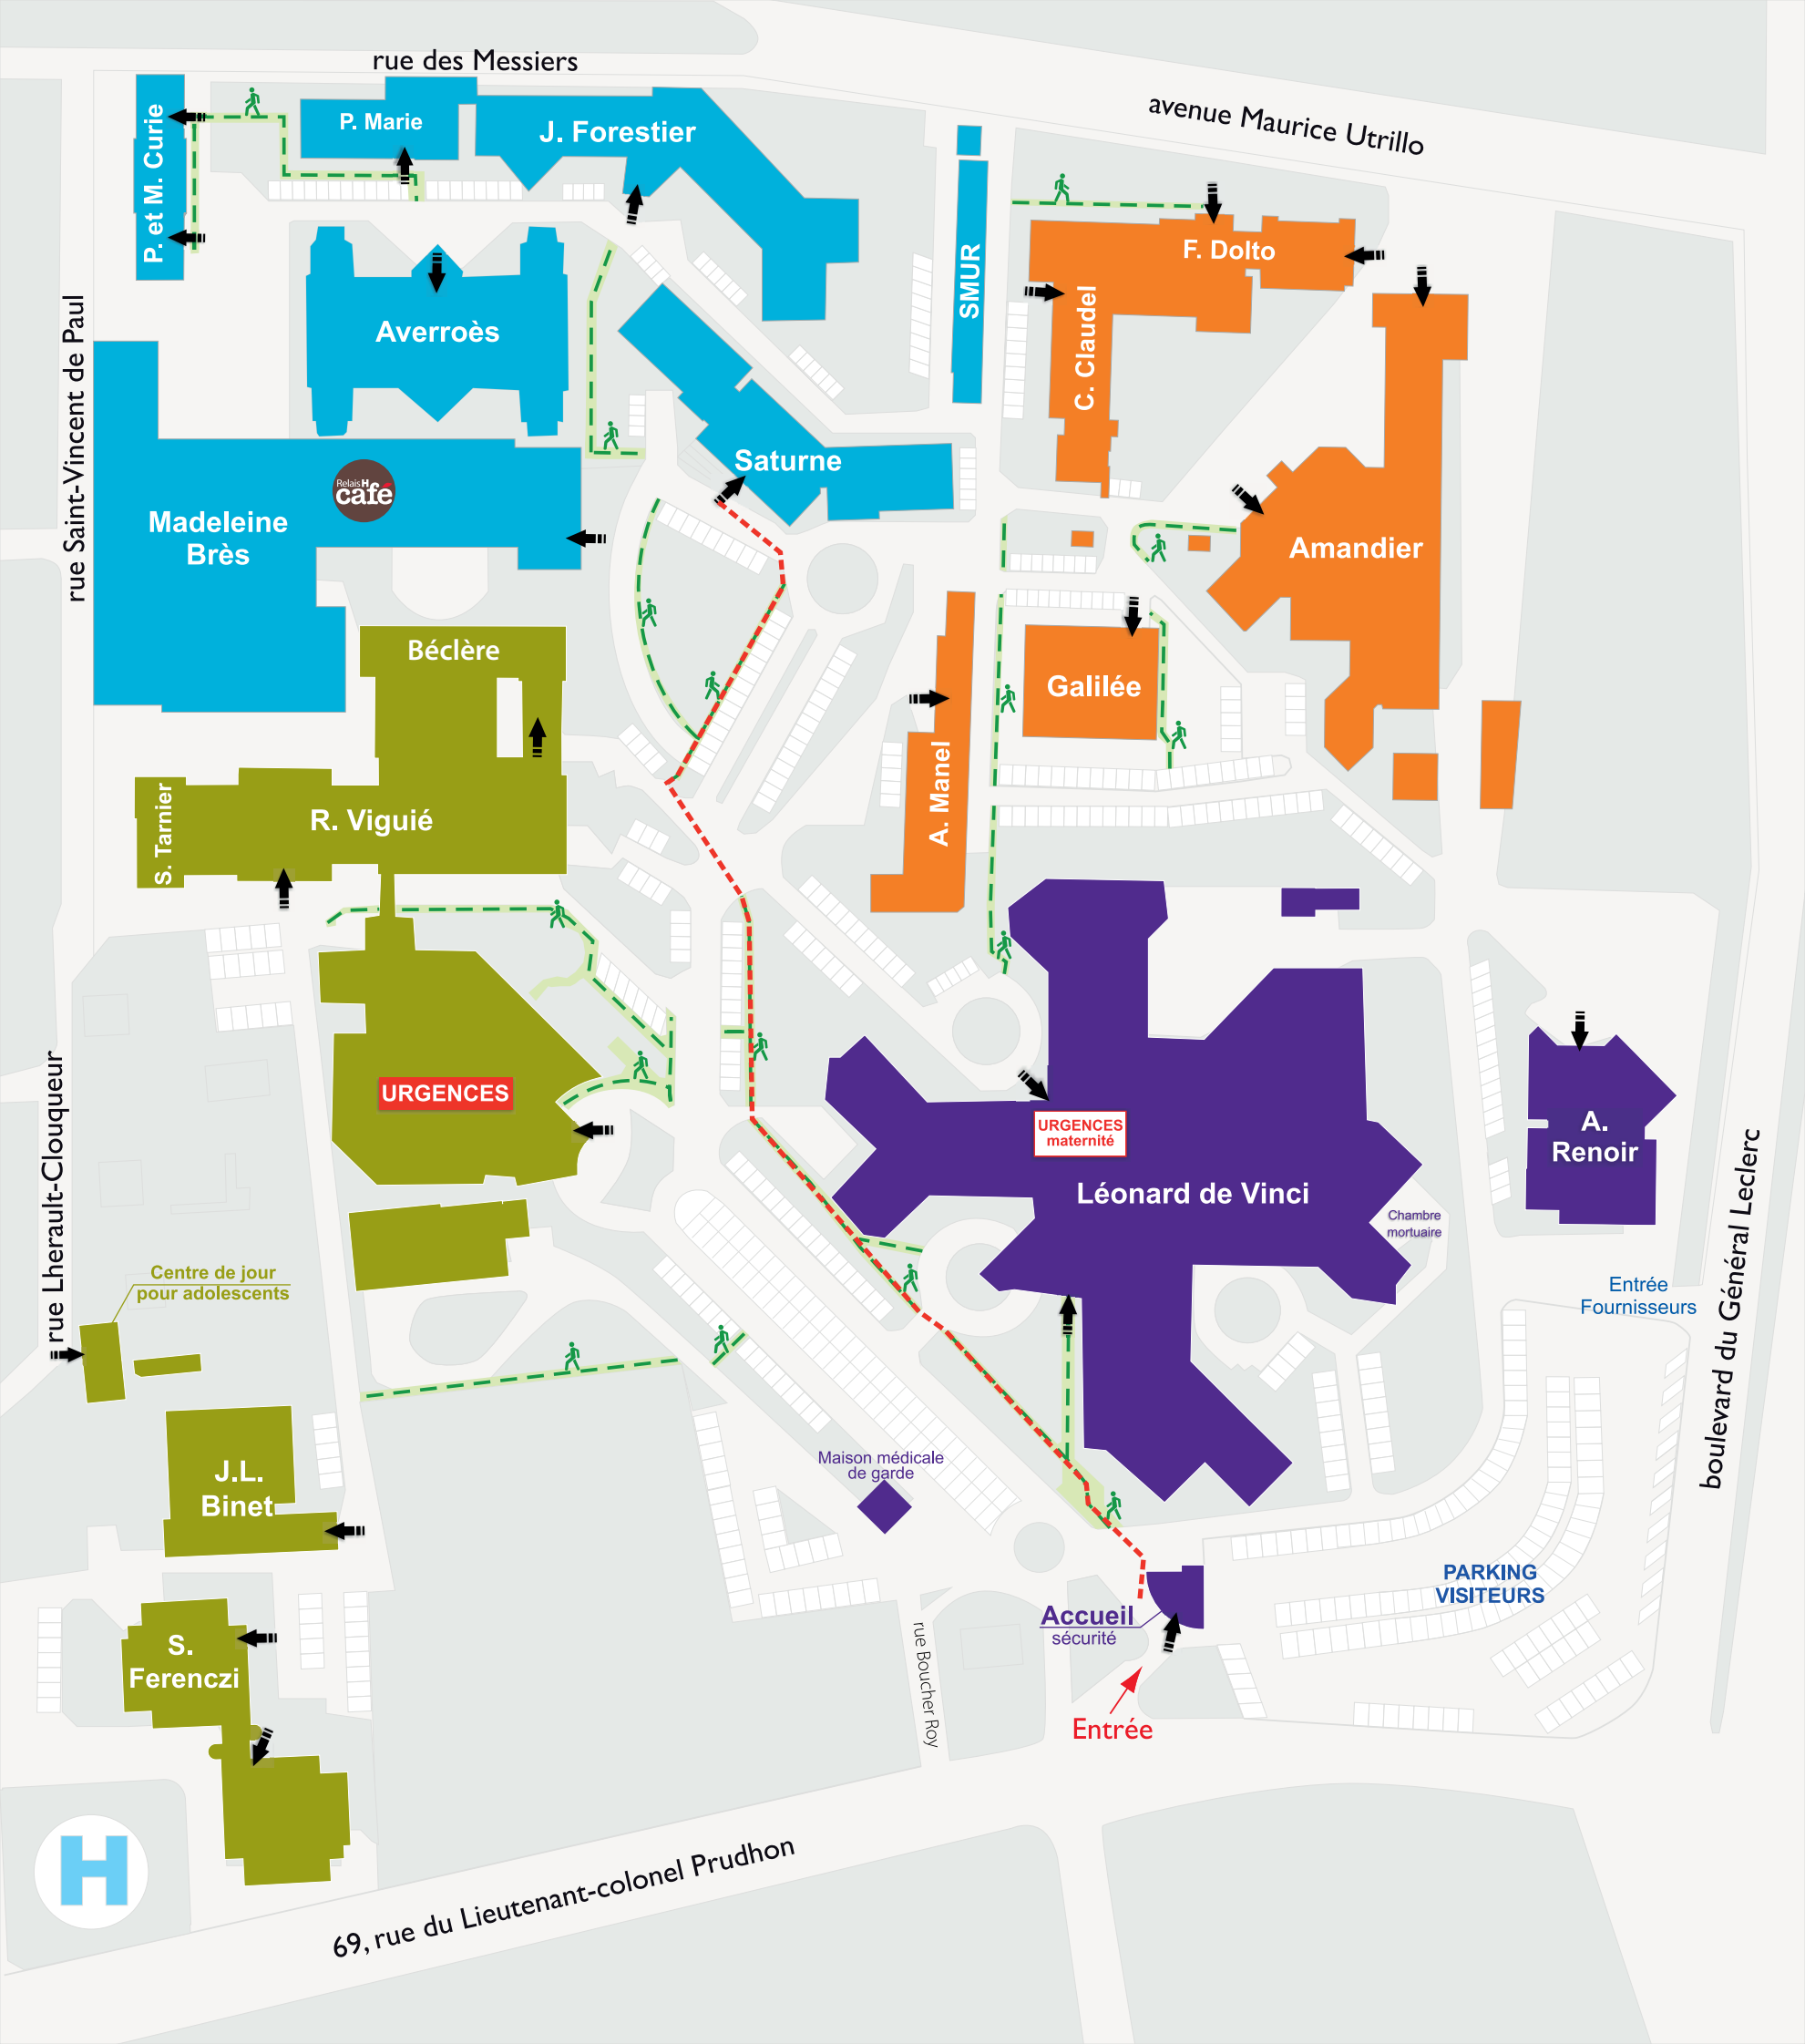 rue des Messiers
avenue Maurice Utrillo
P. et M. Curie
P. Marie
J. Forestier
SMUR
F. Dolto
C. Claudel
Averroès
rue Saint-Vincent de Paul
Saturne
Relais H
café
Madeleine
Brès
Amandier
Béclère
Galilée
A. Manel
S. Tarnier
R. Viguié
URGENCES
URGENCES
maternité
A.
Renoir
Léonard de Vinci
Chambre
mortuaire
rue Lherault-Clouqueur
boulevard du Général Leclerc
Centre de jour
pour adolescents
Entrée
Fournisseurs
J.L.
Binet
Maison médicale
de garde
PARKING
VISITEURS
Accueil
sécurité
S.
Ferenczi
rue Boucher Roy
Entrée
H
69, rue du Lieutenant-colonel Prudhon